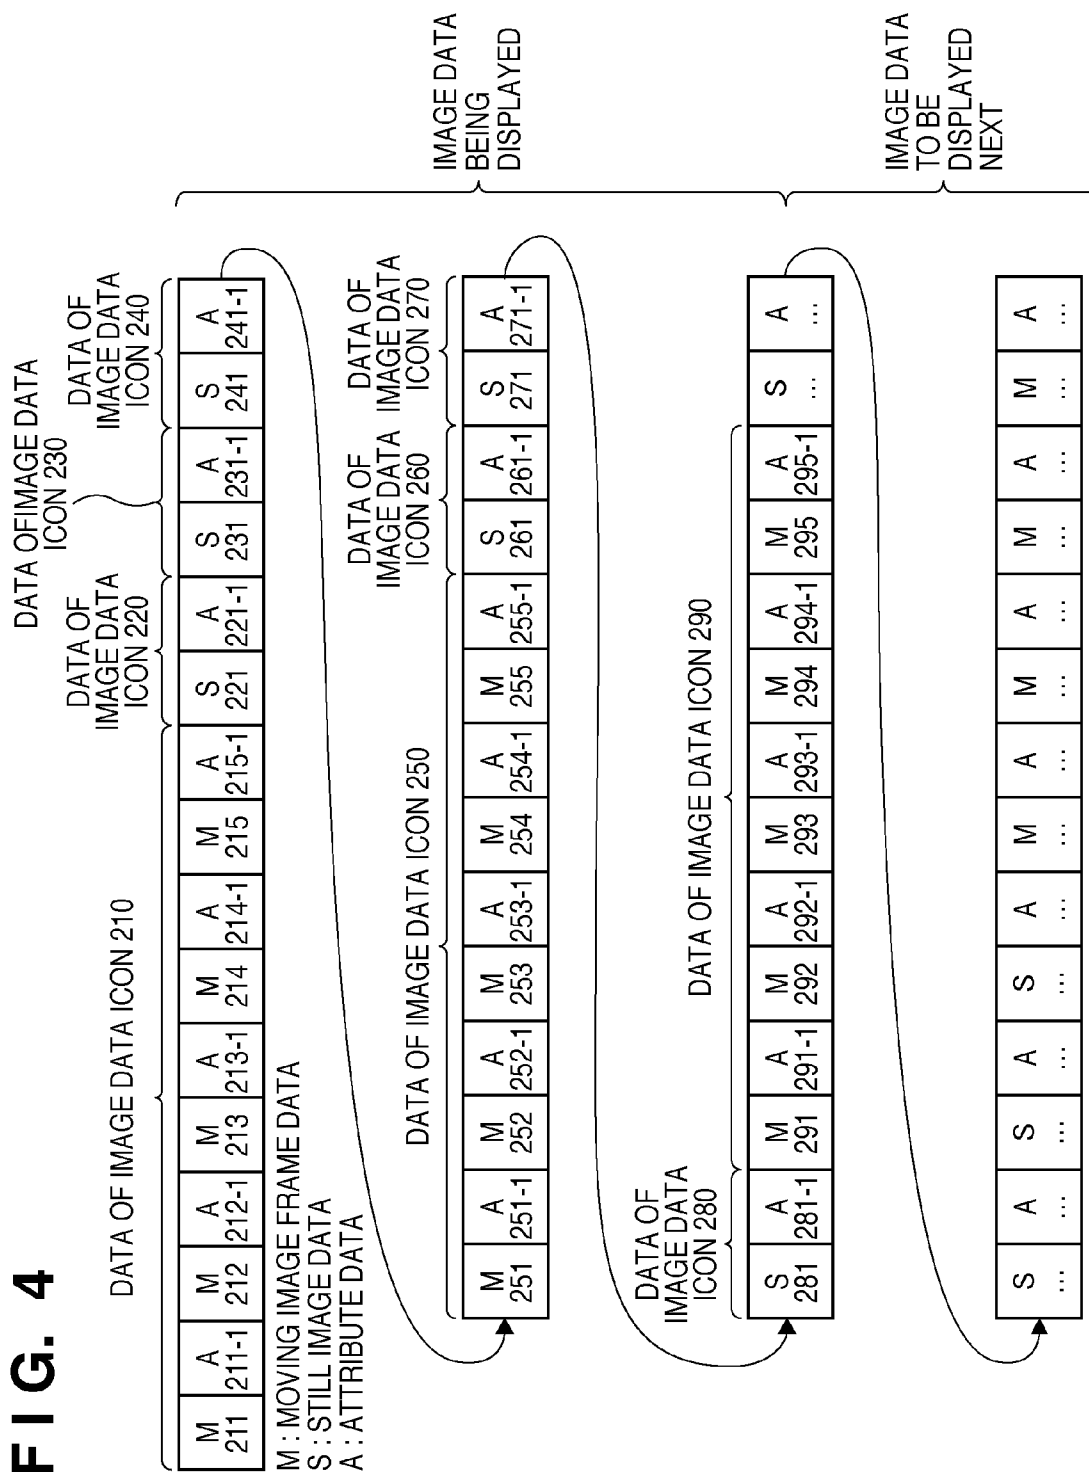 FIG. 4
DATA OF IMAGE DATA ICON 210
DATA OF
IMAGE DATA
ICON 220
DATA OFIMAGE DATA
ICON 230
DATA OF
IMAGE DATA
ICON 240
M A M A M A M A M A S A S A S A
211 211-1 212 212-1 213 213-1 214 214-1 215 215-1 221 221-1 231 231-1 241 241-1
M : MOVING IMAGE FRAME DATA
S : STILL IMAGE DATA
A : ATTRIBUTE DATA
IMAGE DATA
BEING
DISPLAYED
DATA OF IMAGE DATA ICON 250
DATA OF
IMAGE DATA
ICON 260
DATA OF
IMAGE DATA
ICON 270
M A M A M A M A M A S A S A
251 251-1 252 252-1 253 253-1 254 254-1 255 255-1 261 261-1 271 271-1
DATA OF
IMAGE DATA
ICON 280
DATA OF IMAGE DATA ICON 290
S A M A M A M A M A M A S A
281 281-1 291 291-1 292 292-1 293 293-1 294 294-1 295 295-1 ... ...
IMAGE DATA
TO BE
DISPLAYED
NEXT
S A S A S A M A M A M A M A
... ... ... ... ... ... ... ... ... ... ... ... ... ...